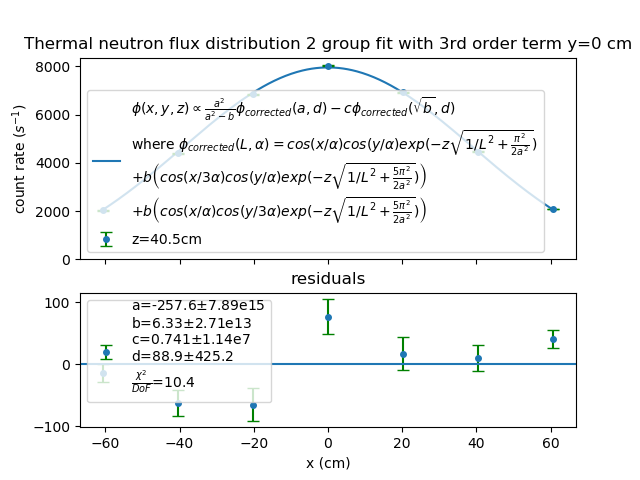 Thermal neutron flux distribution 2 group fit with 3rd order term y=0 cm
8000
6000
4000
2000
0
count rate (s⁻¹)
ϕ(x, y, z) ∝ a²/(a²−b) ϕ_corrected(a, d) − cϕ_corrected(√b, d)
where ϕ_corrected(L, α) = cos(x/α)cos(y/α)exp(−z√(1/L² + π²/2a²))
+b(cos(x/3α)cos(y/α)exp(−z√(1/L² + 5π²/2a²)))
+b(cos(x/α)cos(y/3α)exp(−z√(1/L² + 5π²/2a²)))
z=40.5cm
residuals
100
0
−100
a=-257.6±7.89e15
b=6.33±2.71e13
c=0.741±1.14e7
d=88.9±425.2
χ²/DoF=10.4
−60 −40 −20 0 20 40 60
x (cm)